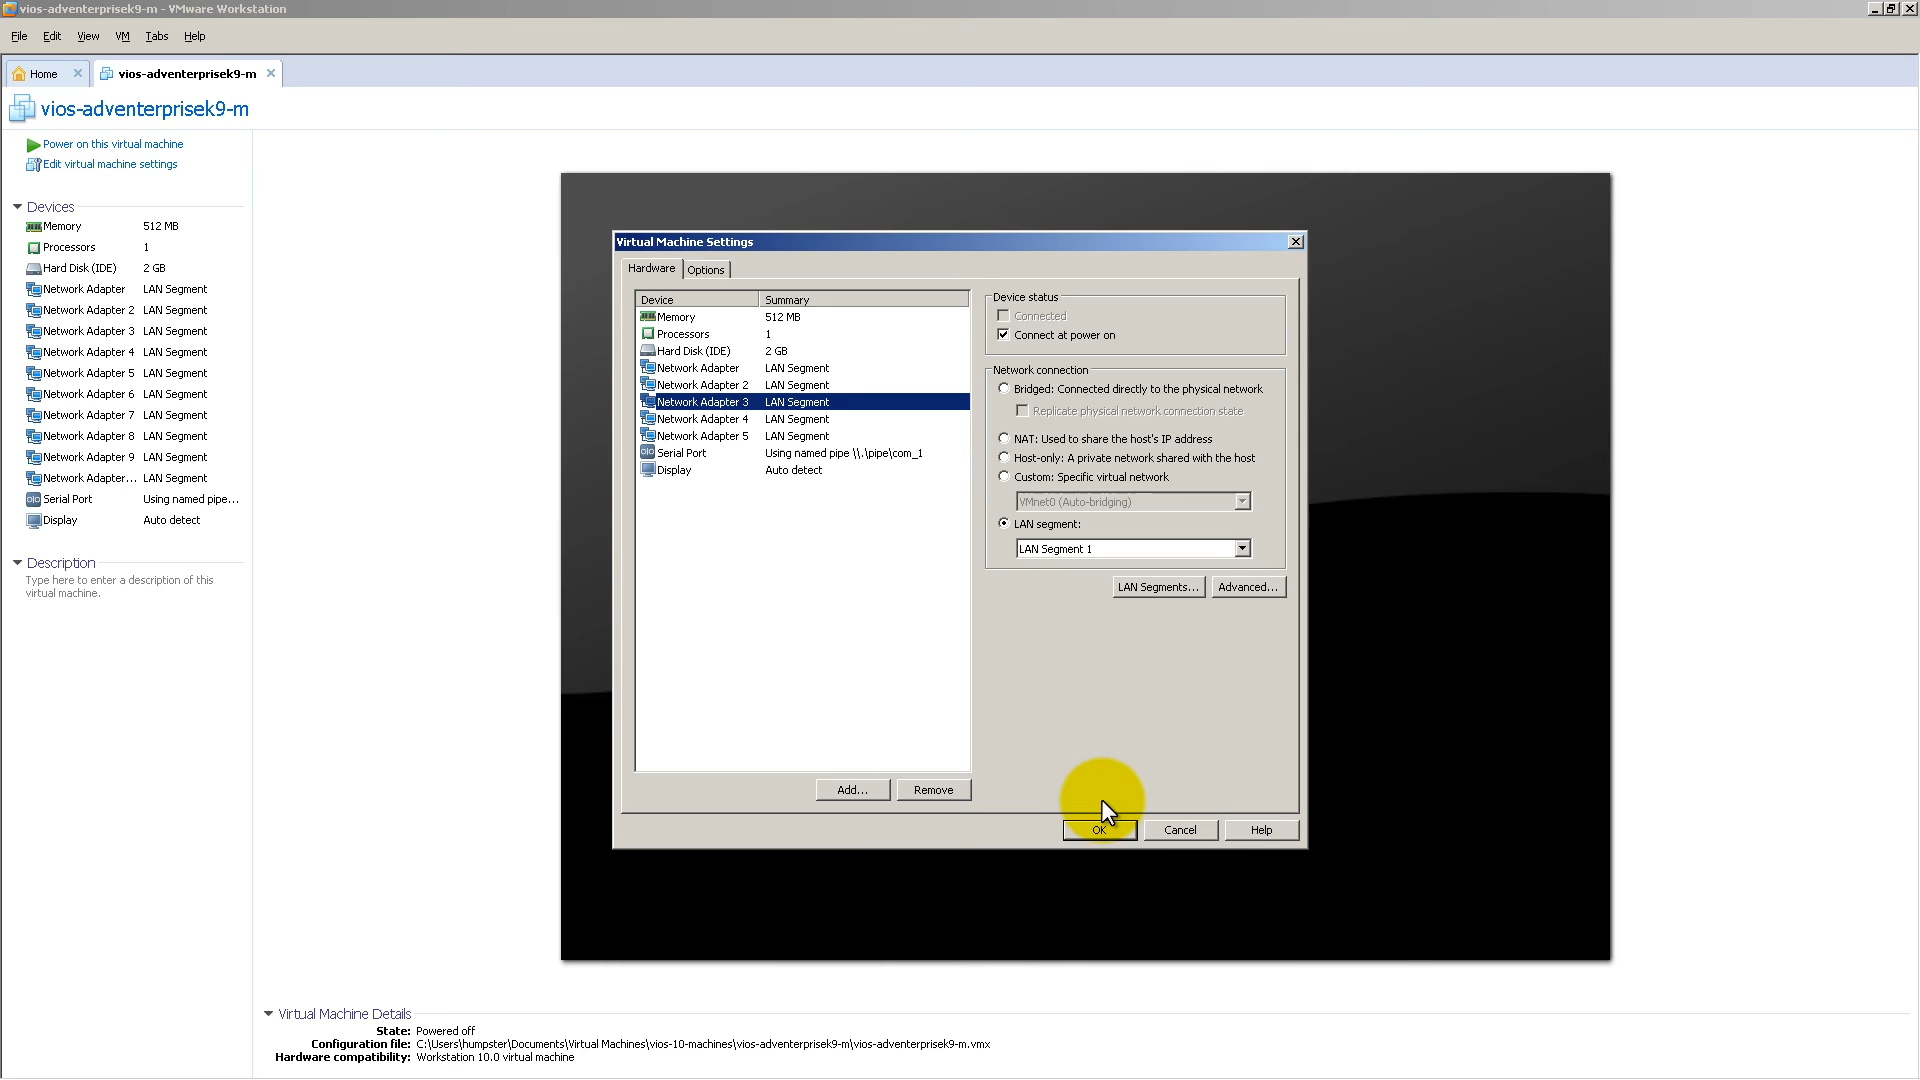 vios-adventerprisek9-m - VMware Workstation
File Edit View VM Tabs Help
Home vios-adventerprisek9-m
vios-adventerprisek9-m
Power on this virtual machine
Edit virtual machine settings
Devices
Memory 512 MB
Processors 1
Hard Disk (IDE) 2 GB
Network Adapter LAN Segment
Network Adapter 2 LAN Segment
Network Adapter 3 LAN Segment
Network Adapter 4 LAN Segment
Network Adapter 5 LAN Segment
Network Adapter 6 LAN Segment
Network Adapter 7 LAN Segment
Network Adapter 8 LAN Segment
Network Adapter 9 LAN Segment
Network Adapter... LAN Segment
Serial Port Using named pipe...
Display Auto detect
Description
Type here to enter a description of this
virtual machine.
Virtual Machine Settings
Hardware Options
Device Summary
Memory 512 MB
Processors 1
Hard Disk (IDE) 2 GB
Network Adapter LAN Segment
Network Adapter 2 LAN Segment
Network Adapter 3 LAN Segment
Network Adapter 4 LAN Segment
Network Adapter 5 LAN Segment
Serial Port Using named pipe \\.\pipe\com_1
Display Auto detect
Add... Remove
Device status
Connected
Connect at power on
Network connection
Bridged: Connected directly to the physical network
Replicate physical network connection state
NAT: Used to share the host's IP address
Host-only: A private network shared with the host
Custom: Specific virtual network
VMnet0 (Auto-bridging)
LAN segment:
LAN Segment 1
LAN Segments... Advanced...
OK Cancel Help
Virtual Machine Details
State: Powered off
Configuration file: C:\Users\humpster\Documents\Virtual Machines\vios-10-machines\vios-adventerprisek9-m\vios-adventerprisek9-m.vmx
Hardware compatibility: Workstation 10.0 virtual machine